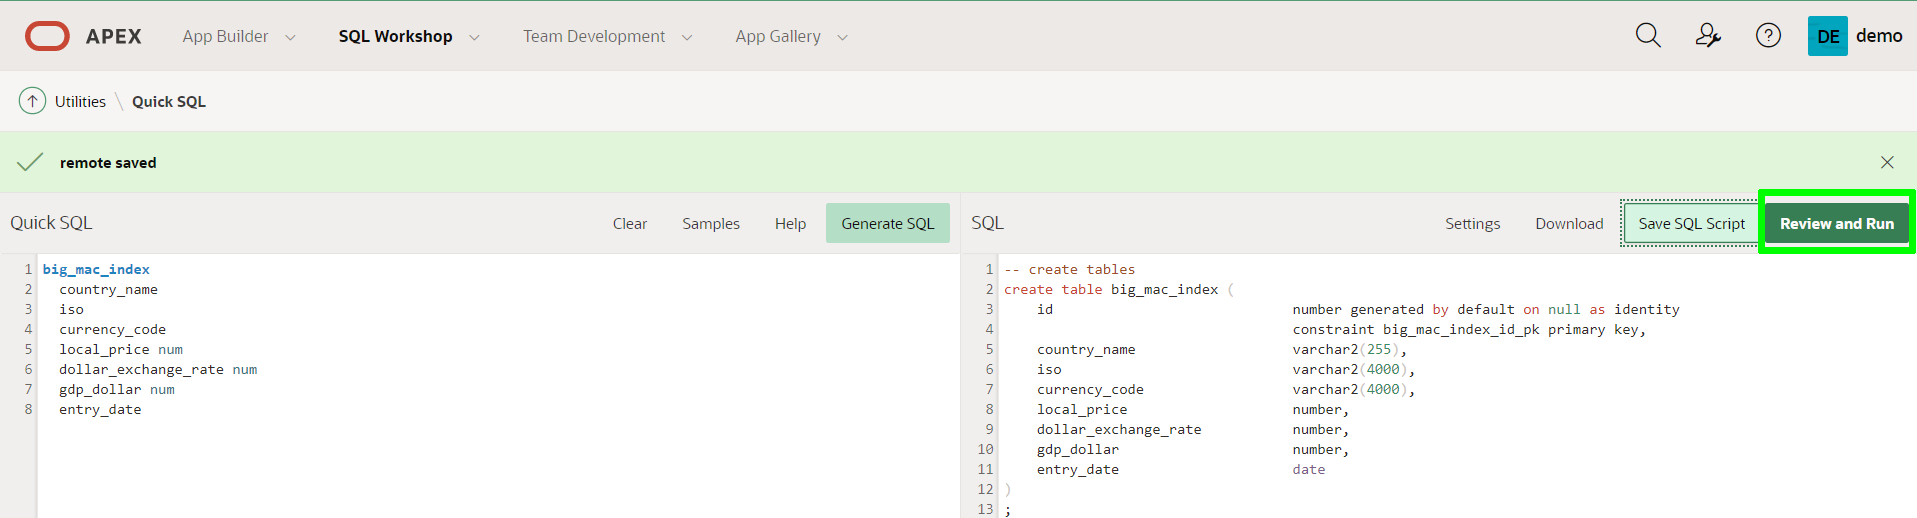 APEX App Builder SQL Workshop Team Development App Gallery DE demo
Utilities \ Quick SQL
remote saved
Quick SQL Clear Samples Help Generate SQL
1 big_mac_index
2 country_name
3 iso
4 currency_code
5 local_price num
6 dollar_exchange_rate num
7 gdp_dollar num
8 entry_date
SQL Settings Download Save SQL Script Review and Run
1 -- create tables
2 create table big_mac_index (
3 id number generated by default on null as identity
4 constraint big_mac_index_id_pk primary key,
5 country_name varchar2(255),
6 iso varchar2(4000),
7 currency_code varchar2(4000),
8 local_price number,
9 dollar_exchange_rate number,
10 gdp_dollar number,
11 entry_date date
12 )
13 ;